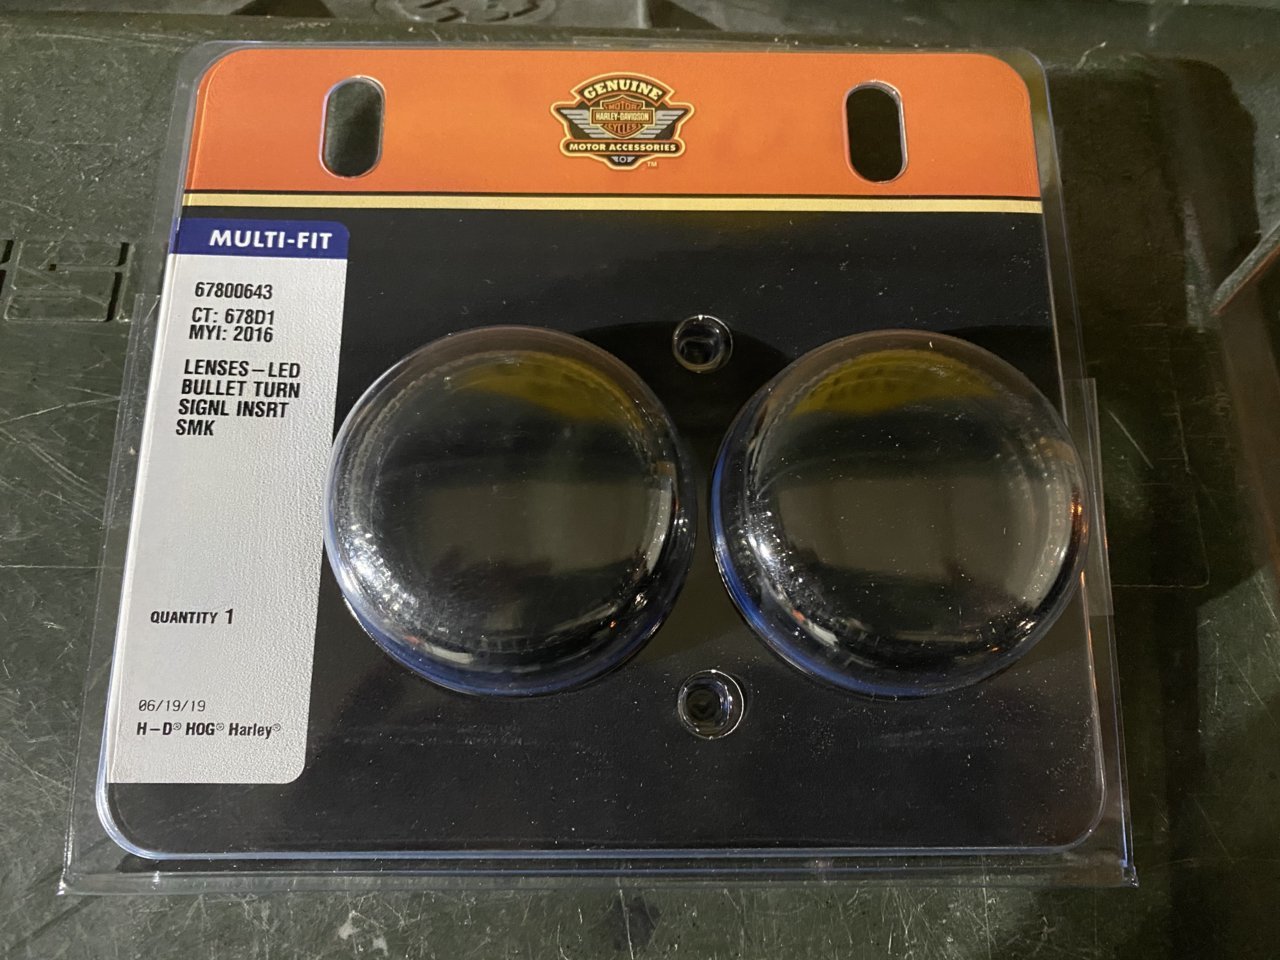 GENUINE
MOTOR
HARLEY-DAVIDSON
CYCLES
MOTOR ACCESSORIES
TM
MULTI-FIT
67800643
CT: 678D1
MYI: 2016
LENSES-LED
BULLET TURN
SIGNL INSRT
SMK
QUANTITY 1
06/19/19
H-D® HOG® Harley®